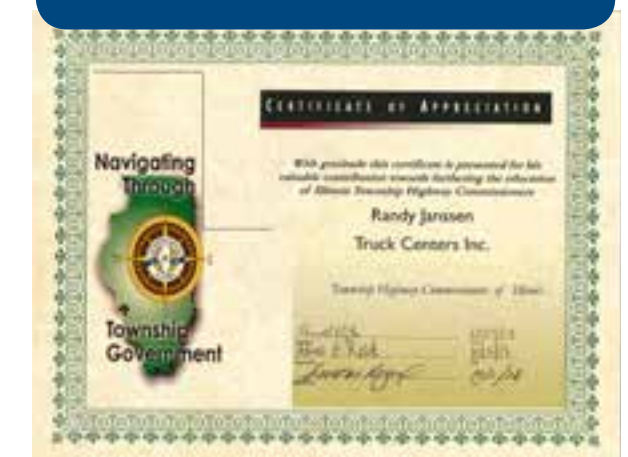 CERTIFICATE OF APPRECIATION
Navigating
Through
Township
Government
With gratitude this certificate is presented for his
valuable contribution towards furthering the education
of Illinois Township Highway Commissioners
Randy Janssen
Truck Centers Inc.
Township Highway Commissioners of Illinois